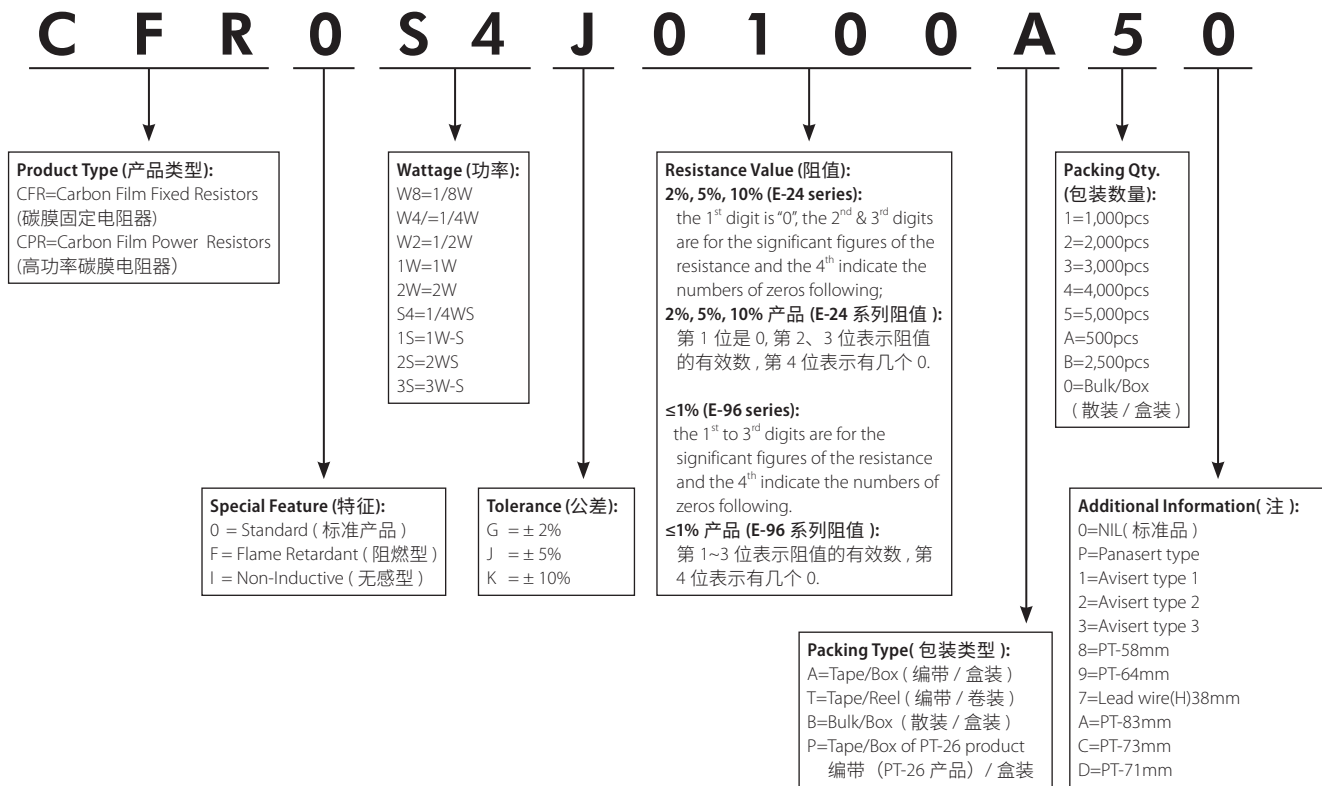 C F R 0 S 4 J 0 1 0 0 A 5 0
Product Type (产品类型):
CFR=Carbon Film Fixed Resistors
(碳膜固定电阻器)
CPR=Carbon Film Power Resistors
(高功率碳膜电阻器）
Wattage (功率):
W8=1/8W
W4/=1/4W
W2=1/2W
1W=1W
2W=2W
S4=1/4WS
1S=1W-S
2S=2WS
3S=3W-S
Resistance Value (阻值):
2%, 5%, 10% (E-24 series):
the 1st digit is “0”, the 2nd & 3rd digits
are for the significant figures of the
resistance and the 4th indicate the
numbers of zeros following;
2%, 5%, 10% 产品 (E-24 系列阻值 ):
第 1 位是 0, 第 2、3 位表示阻值
的有效数 , 第 4 位表示有几个 0.
≤1% (E-96 series):
the 1st to 3rd digits are for the
significant figures of the resistance
and the 4th indicate the numbers of
zeros following.
≤1% 产品 (E-96 系列阻值 ):
第 1~3 位表示阻值的有效数 , 第
4 位表示有几个 0.
Packing Qty.
(包装数量):
1=1,000pcs
2=2,000pcs
3=3,000pcs
4=4,000pcs
5=5,000pcs
A=500pcs
B=2,500pcs
0=Bulk/Box
( 散装 / 盒装 )
Special Feature (特征):
0 = Standard ( 标准产品 )
F = Flame Retardant ( 阻燃型 )
I = Non-Inductive ( 无感型 )
Tolerance (公差):
G = ± 2%
J = ± 5%
K = ± 10%
Packing Type( 包装类型 ):
A=Tape/Box ( 编带 / 盒装 )
T=Tape/Reel ( 编带 / 卷装 )
B=Bulk/Box ( 散装 / 盒装 )
P=Tape/Box of PT-26 product
编带（PT-26 产品）/ 盒装
Additional Information( 注 ):
0=NIL( 标准品 )
P=Panasert type
1=Avisert type 1
2=Avisert type 2
3=Avisert type 3
8=PT-58mm
9=PT-64mm
7=Lead wire(H)38mm
A=PT-83mm
C=PT-73mm
D=PT-71mm